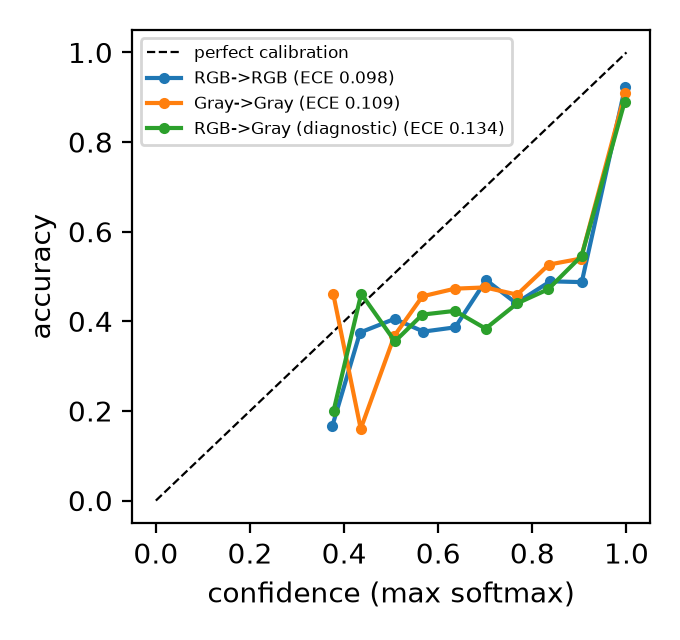 perfect calibration
RGB->RGB (ECE 0.098)
Gray->Gray (ECE 0.109)
RGB->Gray (diagnostic) (ECE 0.134)
1.0
0.8
0.6
0.4
0.2
0.0
accuracy
0.0 0.2 0.4 0.6 0.8 1.0
confidence (max softmax)